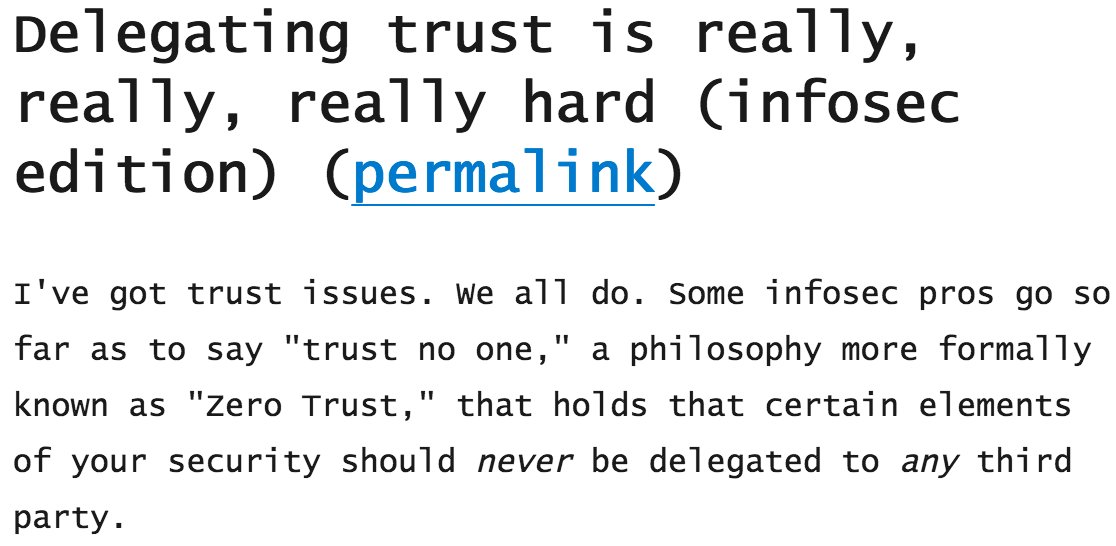 Delegating trust is really,
really, really hard (infosec
edition) (permalink)
I've got trust issues. We all do. Some infosec pros go so
far as to say "trust no one," a philosophy more formally
known as "Zero Trust," that holds that certain elements
of your security should never be delegated to any third
party.